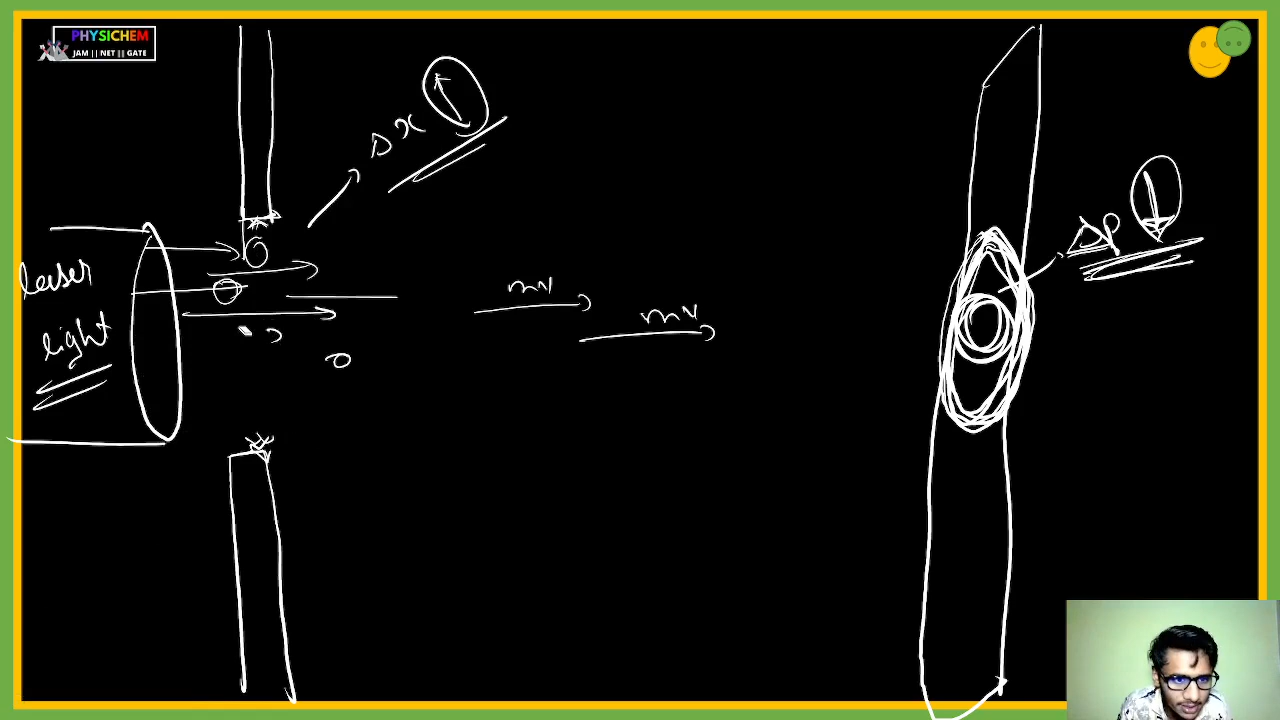 PHYSICHEM
JAM || NET || GATE
Δx ↑
Δp ↓
laser
light
mv
mv